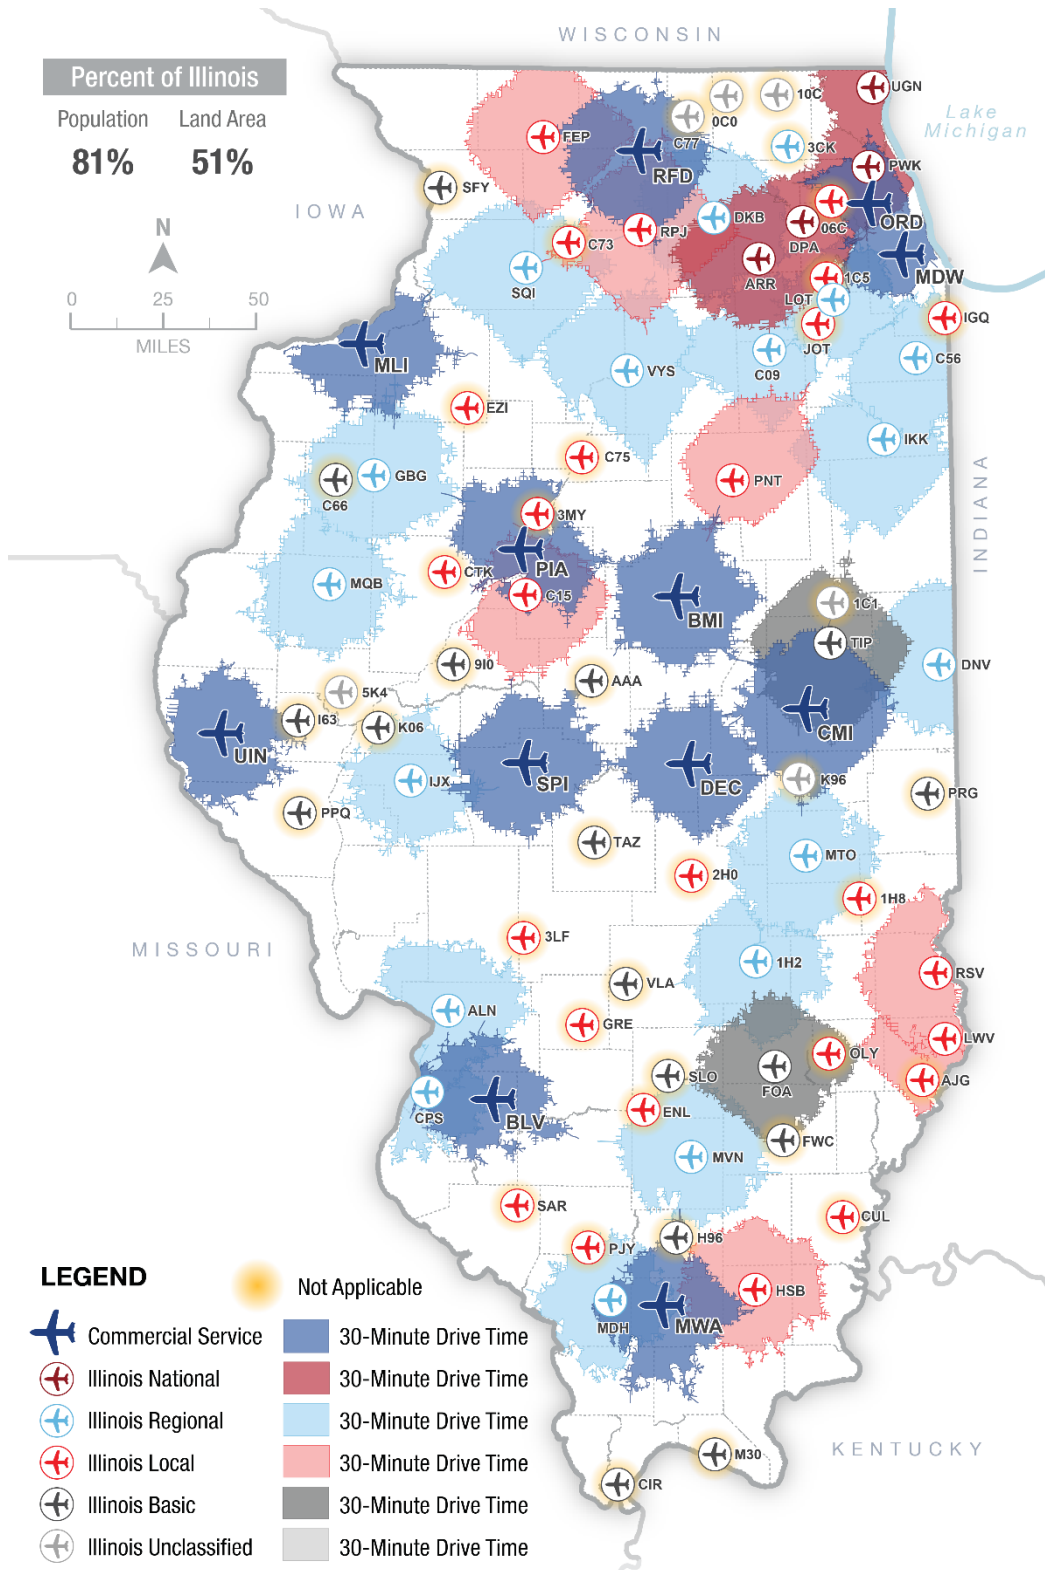 WISCONSIN
Percent of Illinois
Population Land Area
81% 51%
N
0 25 50
MILES
IOWA
Lake
Michigan
UGN
10C
0C0
C77
3CK
FEP
RFD
PWK
SFY
DKB
06C
ORD
DPA
RPJ
C73
MDW
ARR
1C5
SQI
LOT
IGQ
JOT
MLI
C09
C56
VYS
EZI
IKK
C75
GBG
PNT
C66
INDIANA
3MY
PIA
CTK
MQB
C15
1C1
BMI
TIP
9I0
DNV
AAA
5K4
I63
K06
CMI
UIN
SPI
DEC
IJX
K96
PRG
PPQ
TAZ
MTO
2H0
1H8
3LF
MISSOURI
1H2
RSV
VLA
ALN
GRE
LWV
OLY
SLO
FOA
AJG
CPS
BLV
ENL
FWC
MVN
SAR
CUL
H96
PJY
HSB
MDH
MWA
KENTUCKY
M30
CIR
LEGEND
Not Applicable
Commercial Service 30-Minute Drive Time
Illinois National 30-Minute Drive Time
Illinois Regional 30-Minute Drive Time
Illinois Local 30-Minute Drive Time
Illinois Basic 30-Minute Drive Time
Illinois Unclassified 30-Minute Drive Time